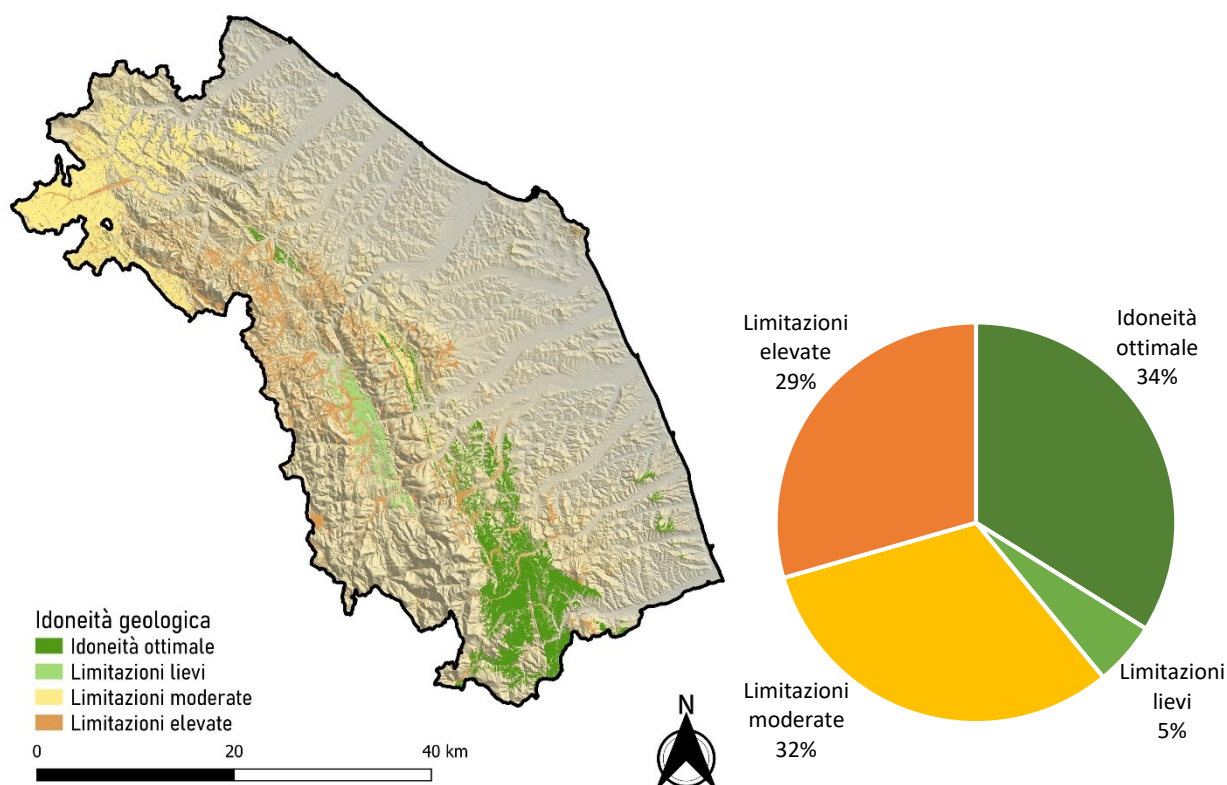 Idoneità geologica
Idoneità ottimale
Limitazioni lievi
Limitazioni moderate
Limitazioni elevate
0 20 40 km
N
Limitazioni
elevate
29%
Idoneità
ottimale
34%
Limitazioni
lievi
5%
Limitazioni
moderate
32%